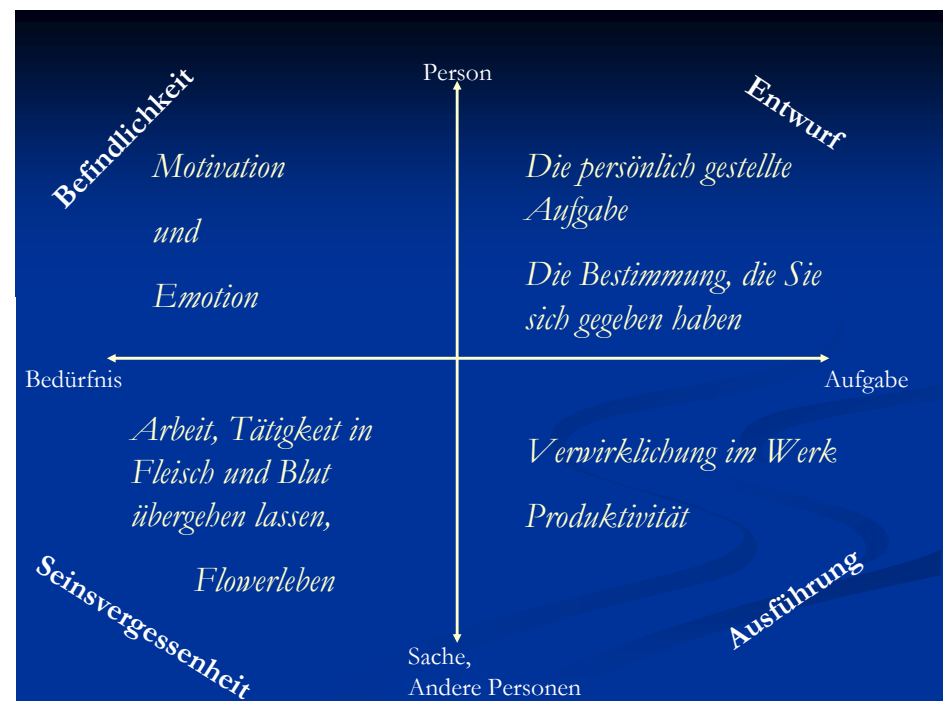 Person
Befindlichkeit
Entwurf
Motivation
und
Emotion
Die persönlich gestellte
Aufgabe
Die Bestimmung, die Sie
sich gegeben haben
Bedürfnis
Aufgabe
Arbeit, Tätigkeit in
Fleisch und Blut
übergehen lassen,
Flowerleben
Verwirklichung im Werk
Produktivität
Seinsvergessenheit
Ausführung
Sache,
Andere Personen